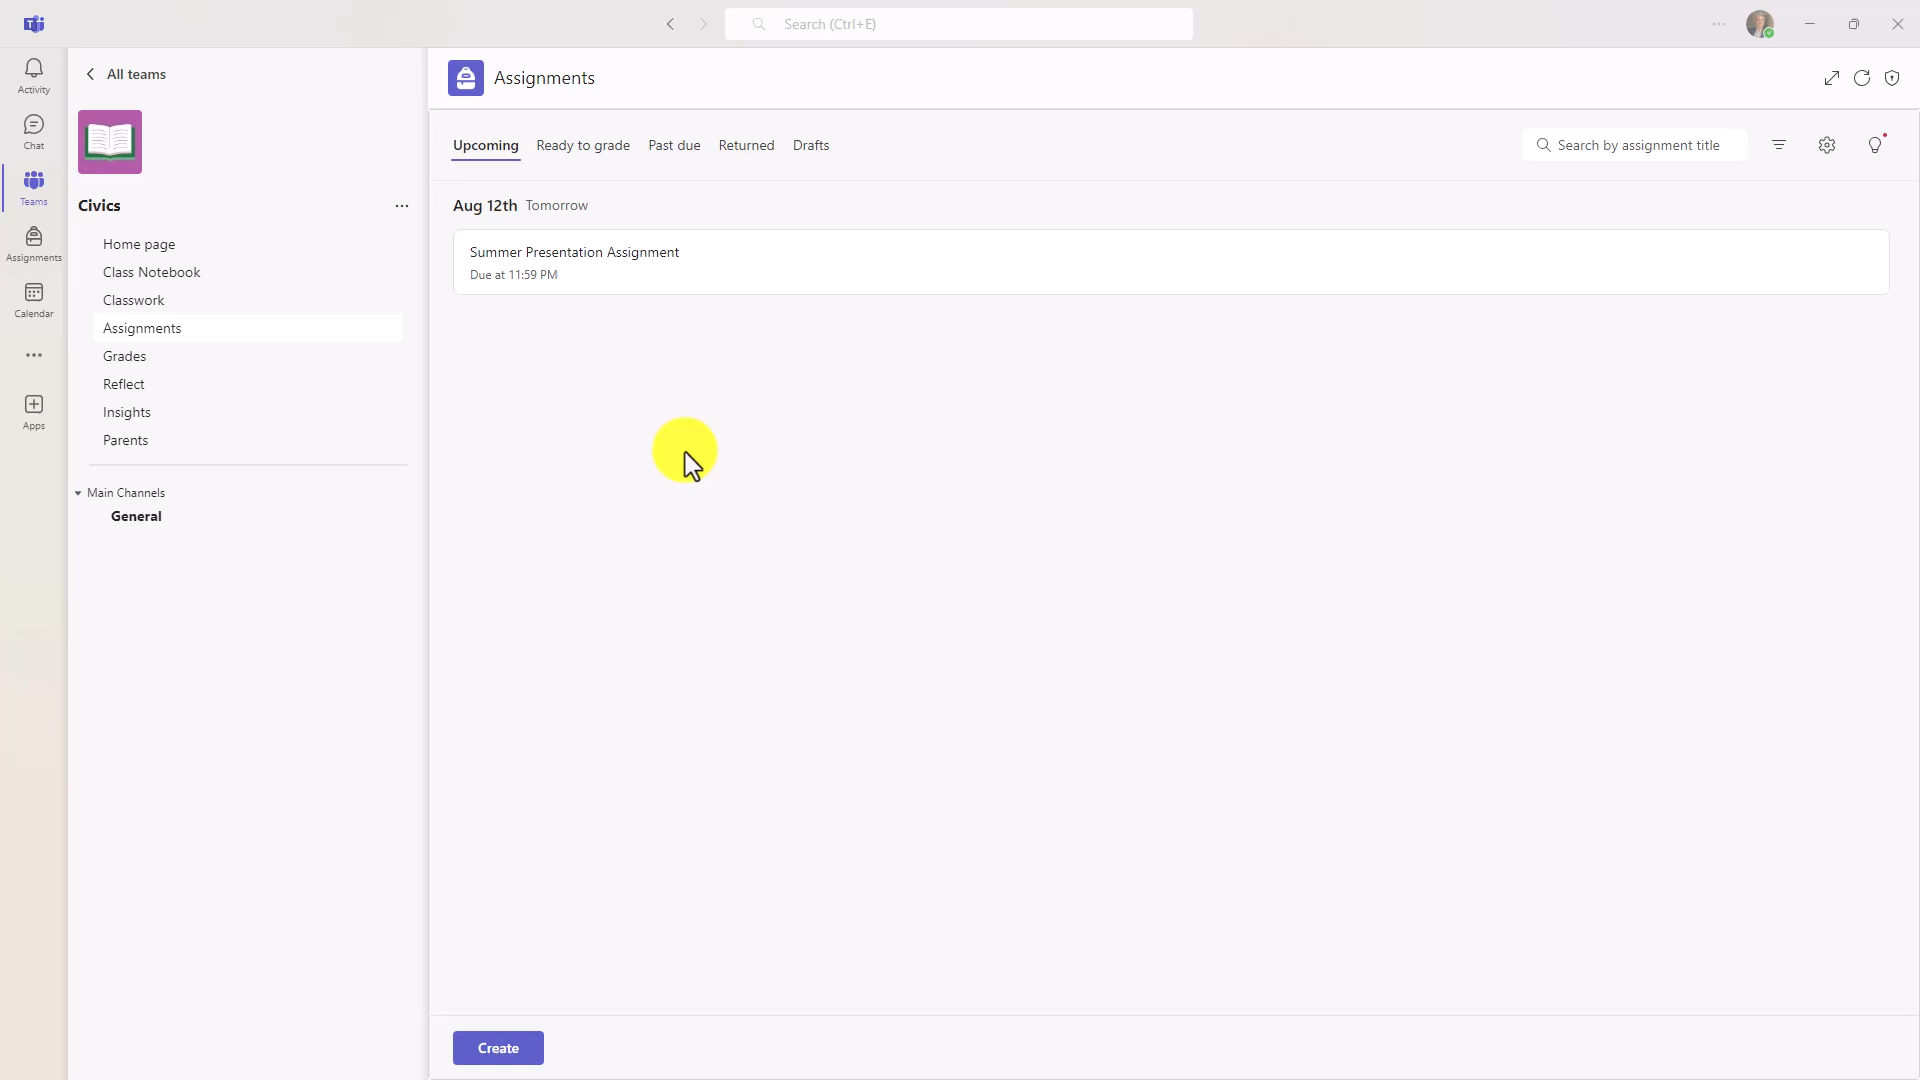 Search (Ctrl+E)
Activity
Chat
Teams
Assignments
Calendar
Apps
All teams
Civics
Home page
Class Notebook
Classwork
Assignments
Grades
Reflect
Insights
Parents
Main Channels
General
Assignments
Upcoming Ready to grade Past due Returned Drafts
Search by assignment title
Aug 12th Tomorrow
Summer Presentation Assignment
Due at 11:59 PM
Create